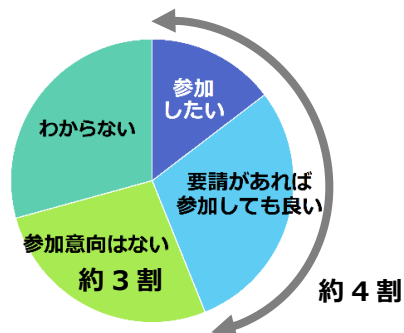 参加
したい
わからない
要請があれば
参加しても良い
参加意向はない
約３割
約４割